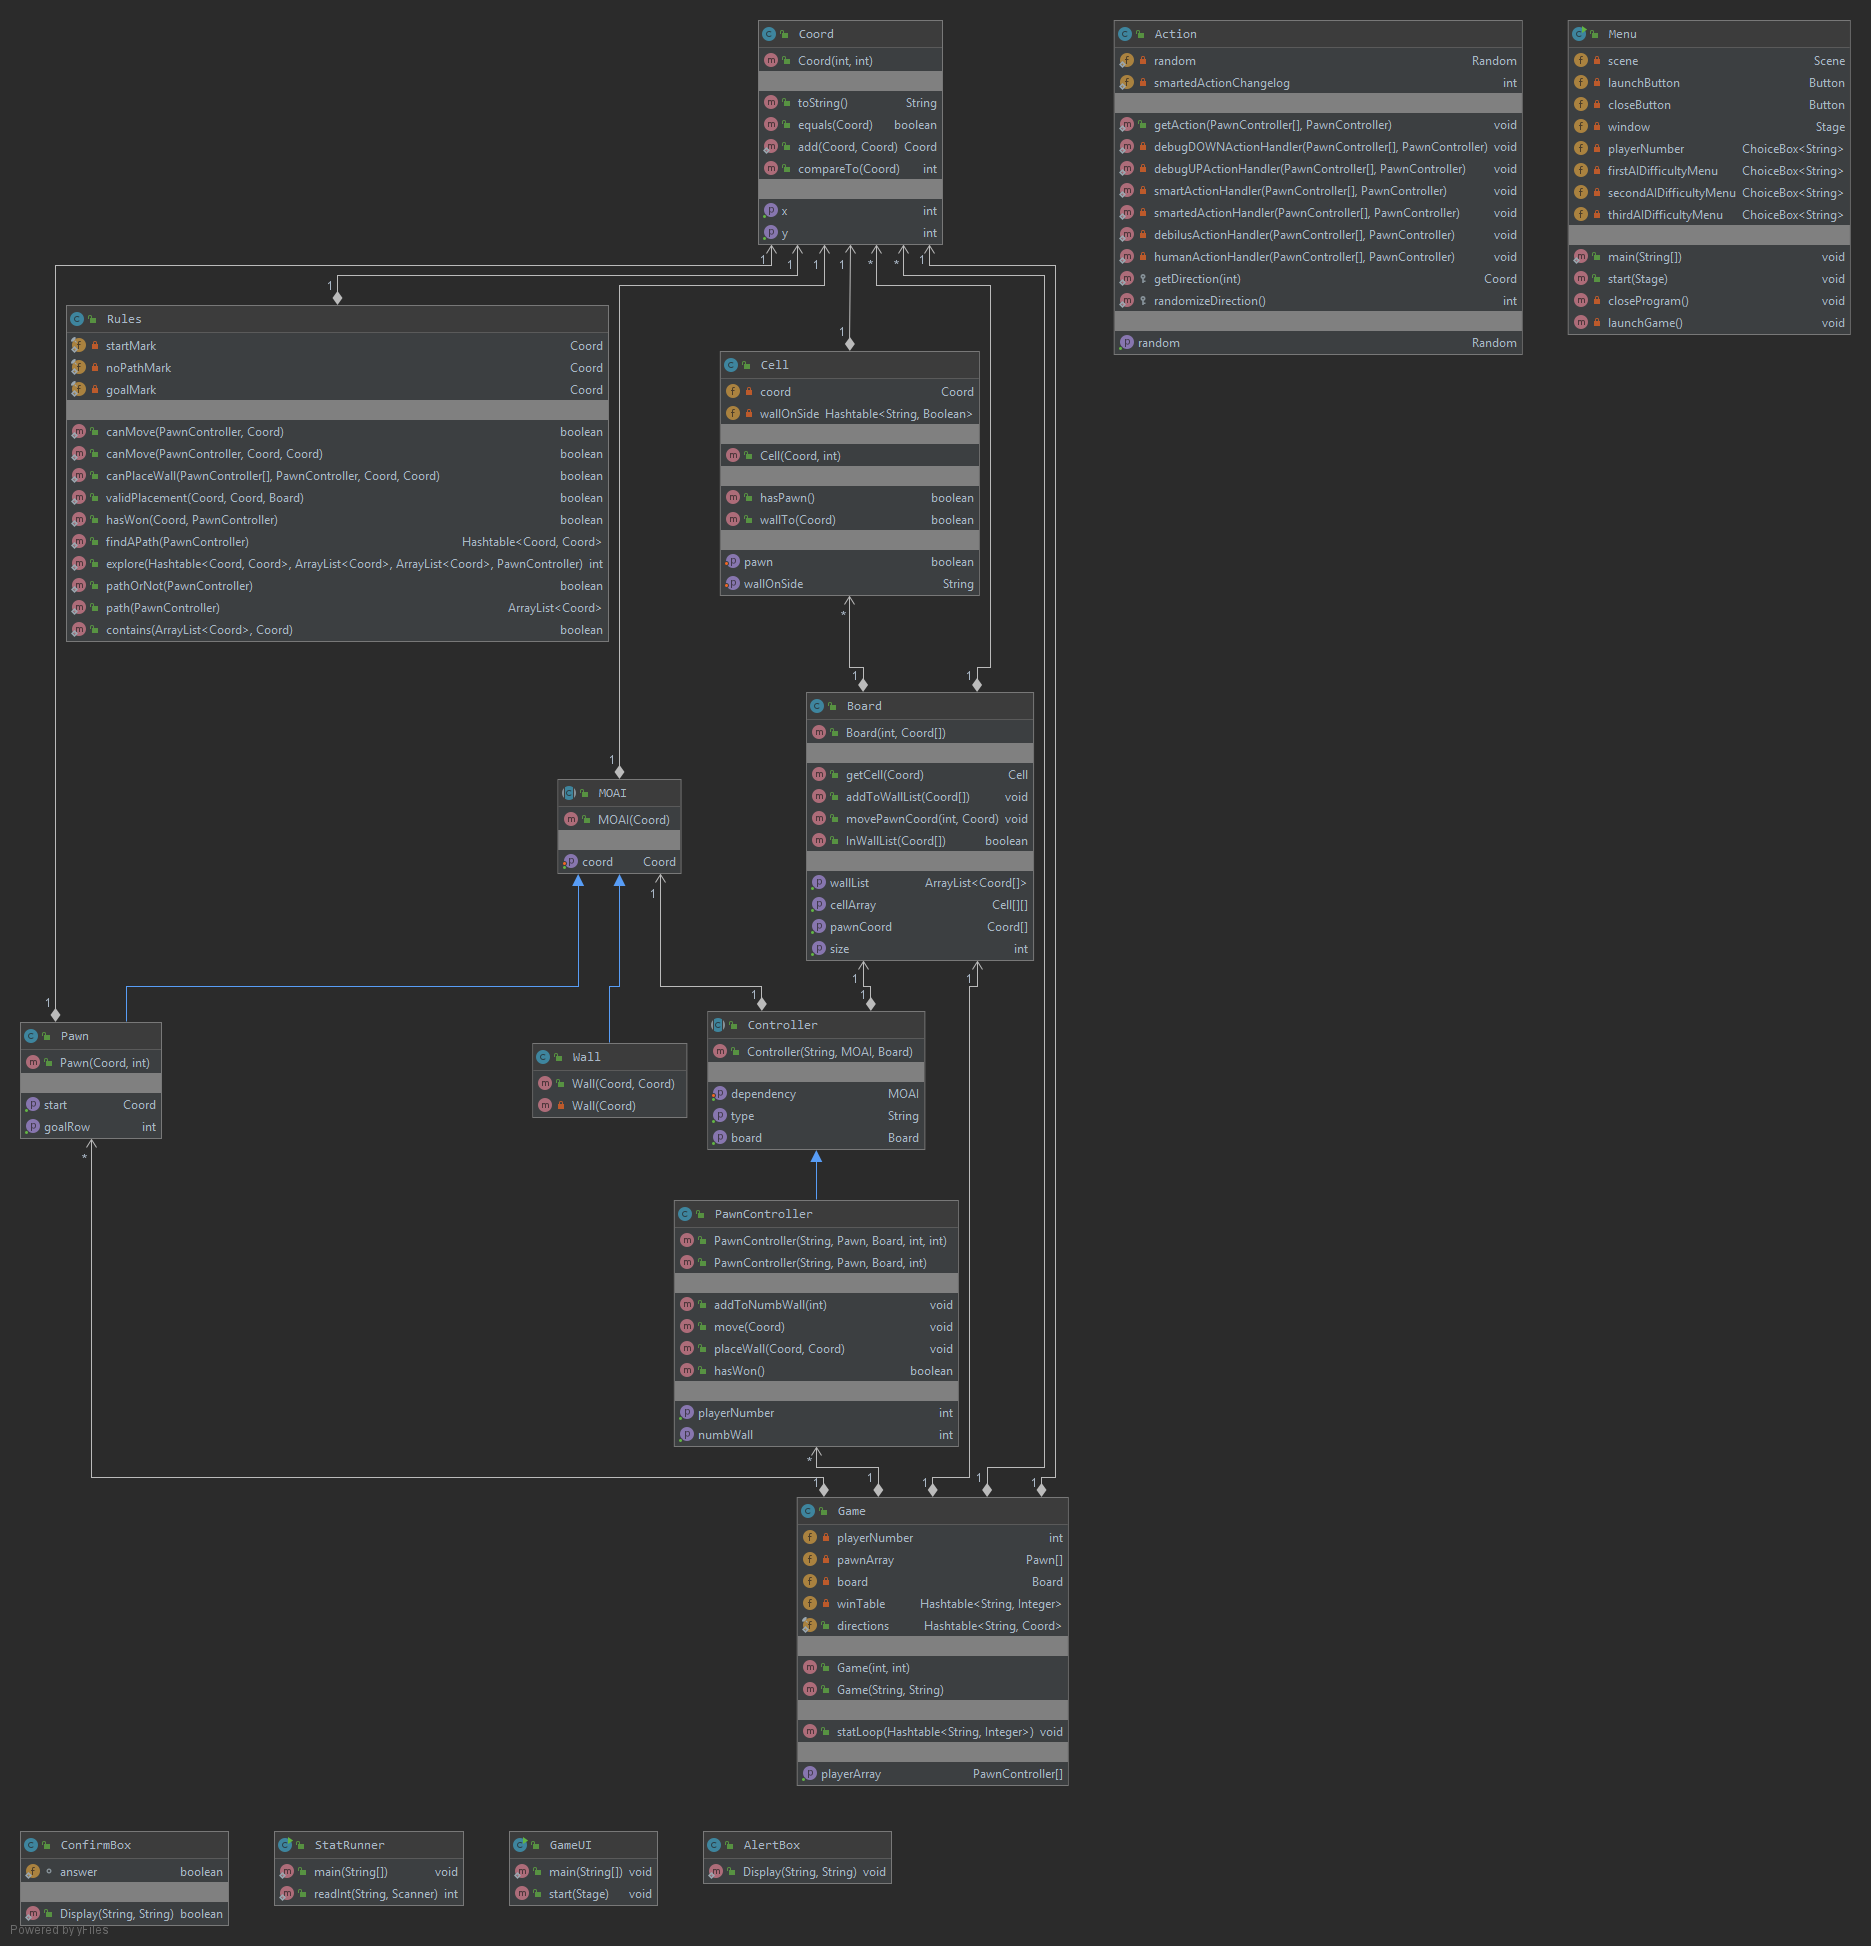 Coord
Coord(int, int)
toString() String
equals(Coord) boolean
add(Coord, Coord) Coord
compareTo(Coord) int
x int
y int
Action
random Random
smartedActionChangelog int
getAction(PawnController[], PawnController) void
debugDOWNActionHandler(PawnController[], PawnController) void
debugUPActionHandler(PawnController[], PawnController) void
smartActionHandler(PawnController[], PawnController) void
smartedActionHandler(PawnController[], PawnController) void
debilusActionHandler(PawnController[], PawnController) void
humanActionHandler(PawnController[], PawnController) void
getDirection(int) Coord
randomizeDirection() int
random Random
Menu
scene Scene
launchButton Button
closeButton Button
window Stage
playerNumber ChoiceBox<String>
firstAIDifficultyMenu ChoiceBox<String>
secondAIDifficultyMenu ChoiceBox<String>
thirdAIDifficultyMenu ChoiceBox<String>
main(String[]) void
start(Stage) void
closeProgram() void
launchGame() void
1 1 1 1 * * 1
1
Rules
startMark Coord
noPathMark Coord
goalMark Coord
canMove(PawnController, Coord) boolean
canMove(PawnController, Coord, Coord) boolean
canPlaceWall(PawnController[], PawnController, Coord, Coord) boolean
validPlacement(Coord, Coord, Board) boolean
hasWon(Coord, PawnController) boolean
findAPath(PawnController) Hashtable<Coord, Coord>
explore(Hashtable<Coord, Coord>, ArrayList<Coord>, ArrayList<Coord>, PawnController) int
pathOrNot(PawnController) boolean
path(PawnController) ArrayList<Coord>
contains(ArrayList<Coord>, Coord) boolean
1
Cell
coord Coord
wallOnSide Hashtable<String, Boolean>
Cell(Coord, int)
hasPawn() boolean
wallTo(Coord) boolean
pawn boolean
wallOnSide String
*
1 1
Board
Board(int, Coord[])
getCell(Coord) Cell
addToWallList(Coord[]) void
movePawnCoord(int, Coord) void
InWallList(Coord[]) boolean
wallList ArrayList<Coord[]>
cellArray Cell[][]
pawnCoord Coord[]
size int
1
MOAI
MOAI(Coord)
coord Coord
1
1 1
1 1 1
Pawn
Pawn(Coord, int)
start Coord
goalRow int
*
Wall
Wall(Coord, Coord)
Wall(Coord)
Controller
Controller(String, MOAI, Board)
dependency MOAI
type String
board Board
PawnController
PawnController(String, Pawn, Board, int, int)
PawnController(String, Pawn, Board, int)
addToNumbWall(int) void
move(Coord) void
placeWall(Coord, Coord) void
hasWon() boolean
playerNumber int
numbWall int
*
1 1 1 1 1
Game
playerNumber int
pawnArray Pawn[]
board Board
winTable Hashtable<String, Integer>
directions Hashtable<String, Coord>
Game(int, int)
Game(String, String)
statLoop(Hashtable<String, Integer>) void
playerArray PawnController[]
ConfirmBox
answer boolean
Display(String, String) boolean
StatRunner
main(String[]) void
readInt(String, Scanner) int
GameUI
main(String[]) void
start(Stage) void
AlertBox
Display(String, String) void
Powered by yFiles